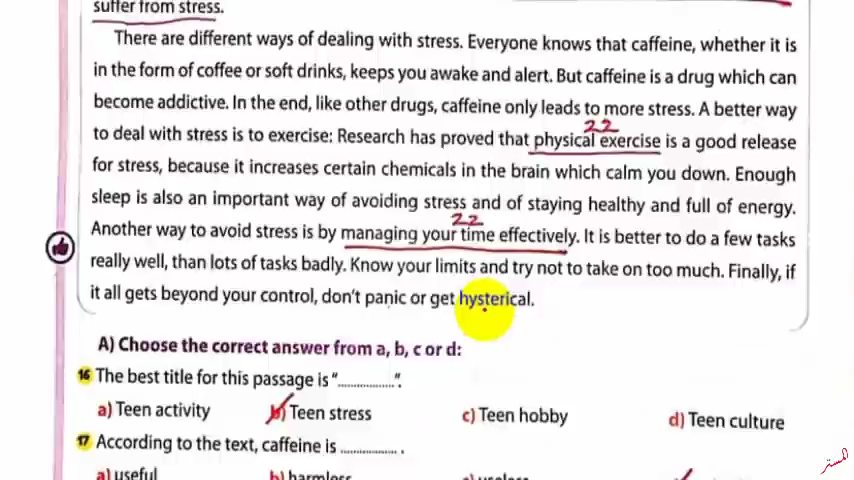 suffer from stress.
There are different ways of dealing with stress. Everyone knows that caffeine, whether it is
in the form of coffee or soft drinks, keeps you awake and alert. But caffeine is a drug which can
become addictive. In the end, like other drugs, caffeine only leads to more stress. A better way
22
to deal with stress is to exercise: Research has proved that physical exercise is a good release
for stress, because it increases certain chemicals in the brain which calm you down. Enough
sleep is also an important way of avoiding stress and of staying healthy and full of energy.
22
Another way to avoid stress is by managing your time effectively. It is better to do a few tasks
really well, than lots of tasks badly. Know your limits and try not to take on too much. Finally, if
it all gets beyond your control, don't panic or get hysterical.
A) Choose the correct answer from a, b, c or d:
16 The best title for this passage is "..............".
a) Teen activity b) Teen stress c) Teen hobby d) Teen culture
17 According to the text, caffeine is .............. .
a) useful b) harmless c) useless
المستر